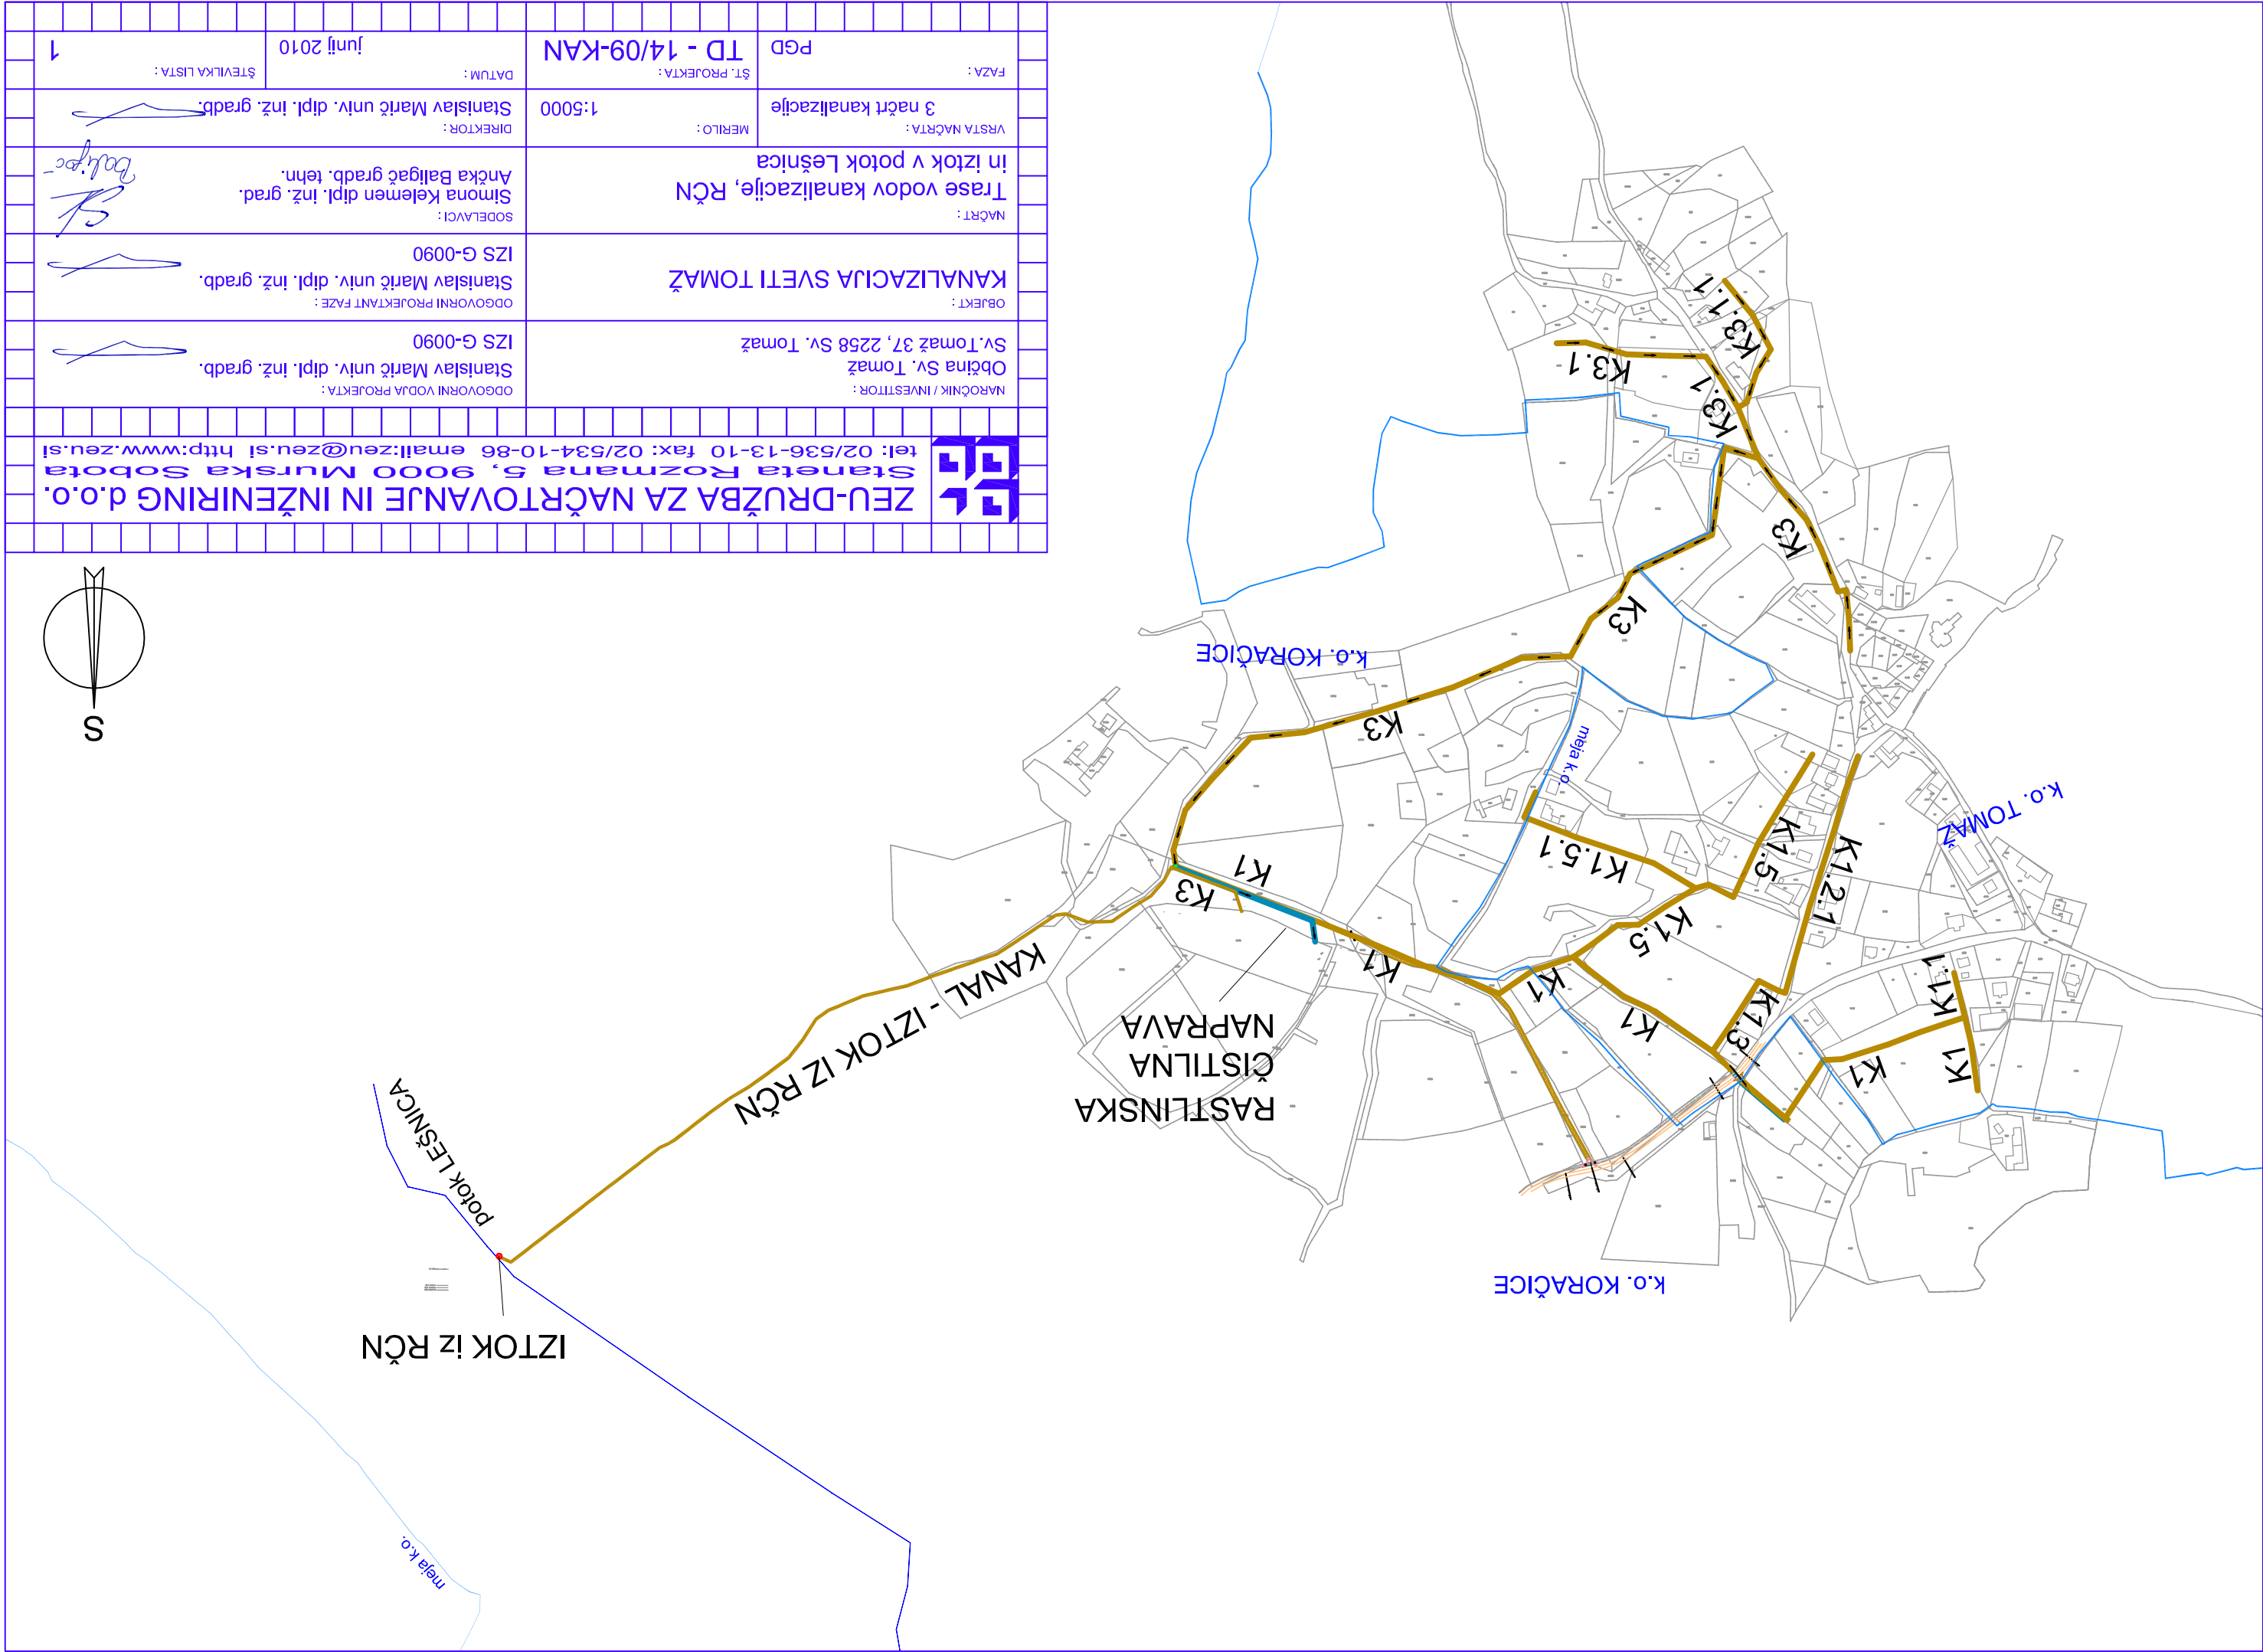 IZTOK iz RČN
potok LEŠNICA
meja k.o.
k.o. KORAČICE
RASTLINSKA
ČISTILNA
NAPRAVA
KANAL - IZTOK IZ RČN
K1
K1
K1.1
K1.3
K1
K1
K1
K1.5
K1.2.1
K1.5
K1.5.1
K1
K3
k.o. TOMAŽ
meja k.o.
K3
k.o. KORAČICE
K3
K3
K3.1
K3.1
K3.1.1
S
ZEU-DRUŽBA ZA NAČRTOVANJE IN INŽENIRING d.o.o.
Staneta Rozmana 5, 9000 Murska Sobota
tel: 02/536-13-10 fax: 02/534-10-86 email:zeu@zeu.si http:www.zeu.si
NAROČNIK / INVESTITOR :
Občina Sv. Tomaž
Sv.Tomaž 37, 2258 Sv. Tomaž
ODGOVORNI VODJA PROJEKTA :
Stanislav Marič univ. dipl. inž. gradb.
IZS G-0090
OBJEKT :
KANALIZACIJA SVETI TOMAŽ
ODGOVORNI PROJEKTANT FAZE :
Stanislav Marič univ. dipl. inž. gradb.
IZS G-0090
NAČRT :
Trase vodov kanalizacije, RČN
in iztok v potok Lešnica
SODELAVCI :
Simona Kelemen dipl. inž. grad.
Ančka Baligač gradb. tehn.
VRSTA NAČRTA :
3 načrt kanalizacije
MERILO :
1:5000
DIREKTOR :
Stanislav Marič univ. dipl. inž. gradb.
FAZA :
PGD
ŠT. PROJEKTA :
TD - 14/09-KAN
DATUM :
junij 2010
ŠTEVILKA LISTA :
1